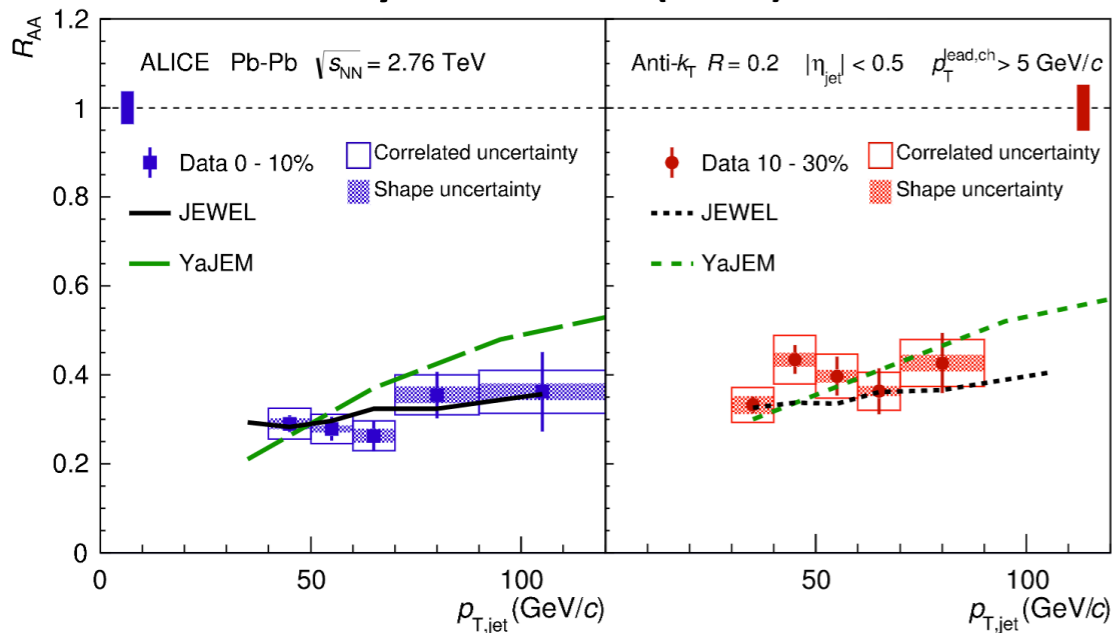 R_AA
1.2
1
0.8
0.6
0.4
0.2
0
ALICE Pb-Pb √s_NN = 2.76 TeV
Data 0 - 10%
Correlated uncertainty
Shape uncertainty
JEWEL
YaJEM
0 50 100
p_T,jet (GeV/c)
Anti-k_T R = 0.2 |η_jet| < 0.5 p_T^lead,ch > 5 GeV/c
Data 10 - 30%
Correlated uncertainty
Shape uncertainty
JEWEL
YaJEM
50 100
p_T,jet (GeV/c)